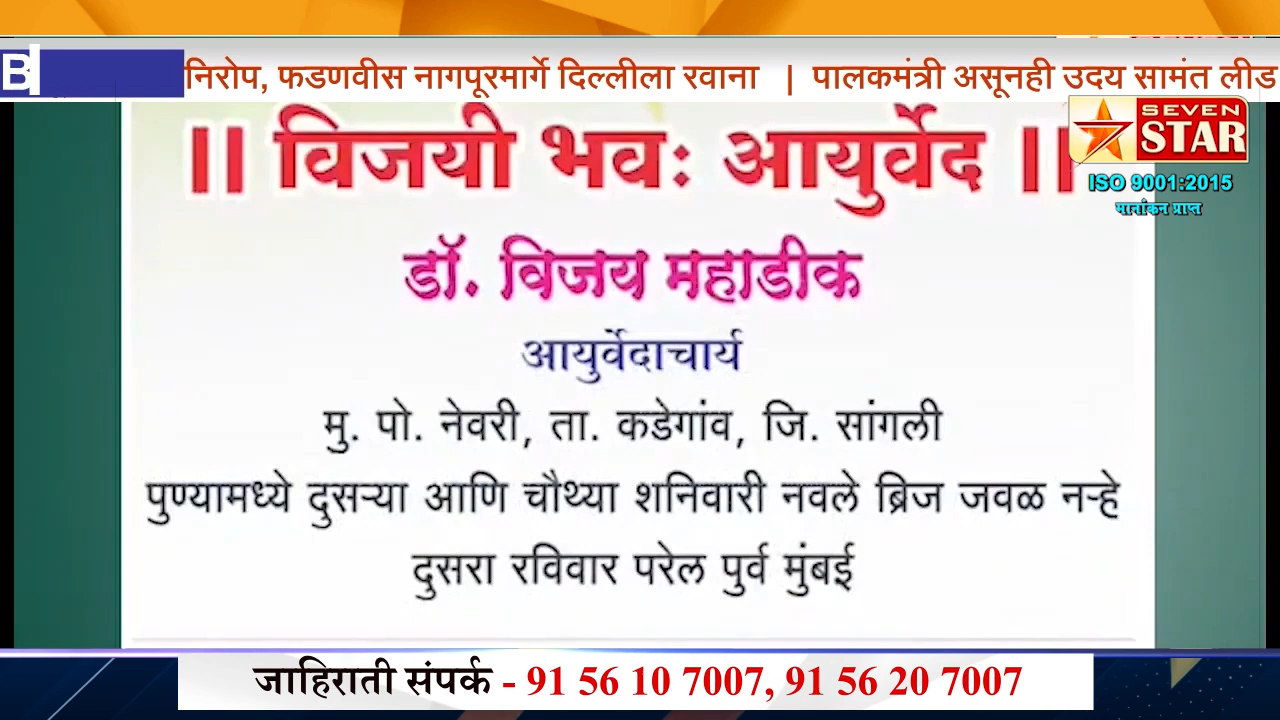 B
निरोप, फडणवीस नागपूरमार्गे दिल्लीला रवाना | पालकमंत्री असूनही उदय सामंत लीड
SEVEN
STAR
ISO 9001:2015
मानांकन प्राप्त
|| विजयी भवः आयुर्वेद ||
डॉ. विजय महाडीक
आयुर्वेदाचार्य
मु. पो. नेवरी, ता. कडेगांव, जि. सांगली
पुण्यामध्ये दुसऱ्या आणि चौथ्या शनिवारी नवले ब्रिज जवळ नऱ्हे
दुसरा रविवार परेल पुर्व मुंबई
जाहिराती संपर्क - 91 56 10 7007, 91 56 20 7007